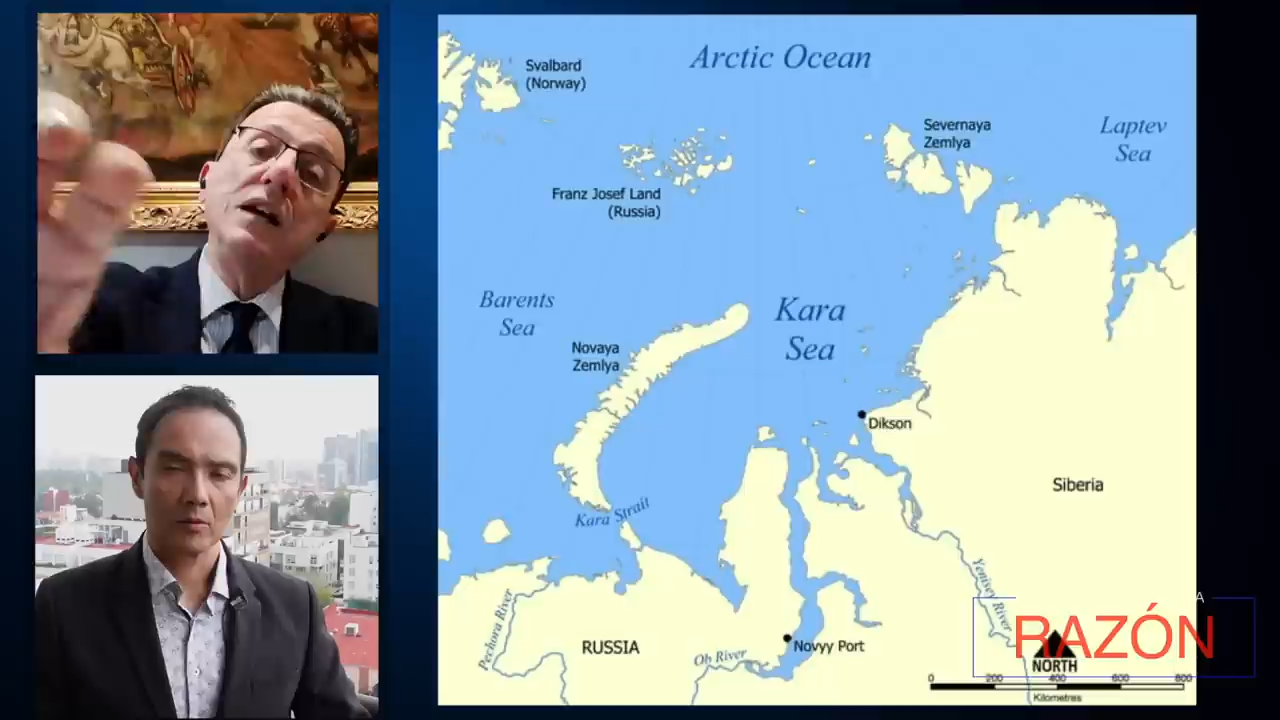 Arctic Ocean
Svalbard
(Norway)
Severnaya
Zemlya
Laptev
Sea
Franz Josef Land
(Russia)
Barents
Sea
Kara
Sea
Novaya
Zemlya
Dikson
Siberia
Kara Strait
Yenisey River
Pechora River
RUSSIA
Ob River
Novyy Port
A
RAZÓN
NORTH
0 200 400 600 800
Kilometres